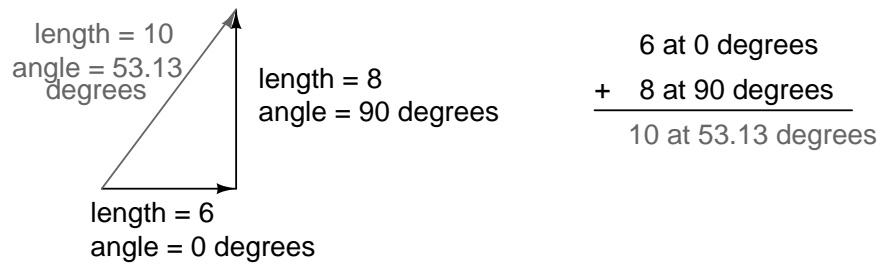 length = 10
angle = 53.13
degrees
length = 8
angle = 90 degrees
length = 6
angle = 0 degrees
6 at 0 degrees
+ 8 at 90 degrees
10 at 53.13 degrees